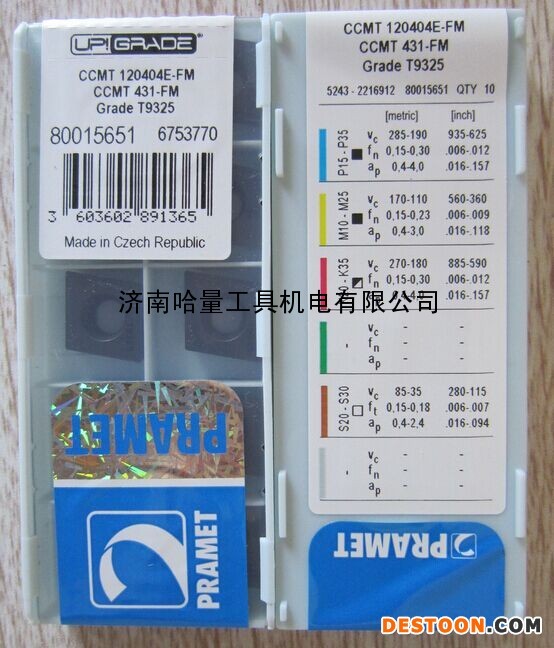 UP!GRADE
CCMT 120404E-FM
CCMT 431-FM
Grade T9325
80015651 6753770
3 603602 891365
Made in Czech Republic
PRAMET
PRAMET
CCMT 120404E-FM
CCMT 431-FM
Grade T9325
5243 - 2216912 80015651 QTY 10
[metric] [inch]
P15 - P35
vc 285-190 935-625
fn 0,15-0,30 .006-.012
ap 0,4-4,0 .016-.157
M10 - M25
vc 170-110 560-360
fn 0,15-0,23 .006-.009
ap 0,4-3,0 .016-.118
K35
vc 270-180 885-590
fn 0,15-0,30 .006-.012
ap 0,4-4,0 .016-.157
-
vc - -
fn - -
ap - -
S20 - S30
vc 85-35 280-115
ft 0,15-0,18 .006-.007
ap 0,4-2,4 .016-.094
-
vc - -
fn - -
ap - -
PRAMET
济南哈量工具机电有限公司
DESTOON.COM